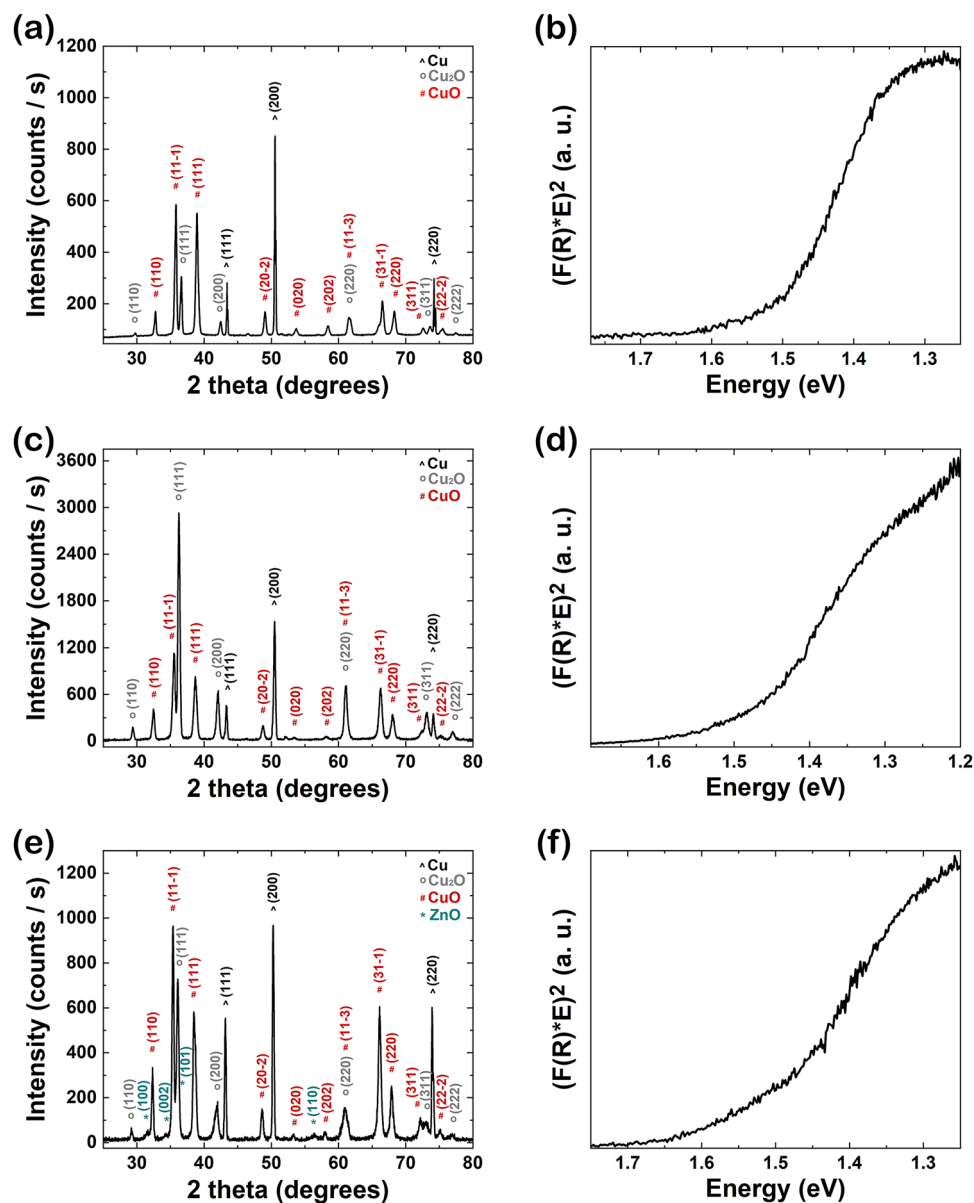 (a)
Intensity (counts / s)
1200
1000
800
600
400
200
^ Cu
○ Cu₂O
# CuO
○ (110)
# (110)
# (11-1)
○ (111)
# (111)
○ (200)
^ (111)
# (20-2)
^ (200)
# (020)
# (202)
○ (220)
# (11-3)
# (31-1)
# (220)
# (311)
○ (311)
^ (220)
# (22-2)
○ (222)
30 40 50 60 70 80
2 theta (degrees)
(b)
(F(R)*E)² (a. u.)
1.7 1.6 1.5 1.4 1.3
Energy (eV)
(c)
Intensity (counts / s)
3600
3000
2400
1800
1200
600
0
^ Cu
○ Cu₂O
# CuO
○ (110)
# (110)
# (11-1)
○ (111)
# (111)
○ (200)
^ (111)
# (20-2)
^ (200)
# (020)
# (202)
○ (220)
# (11-3)
# (31-1)
# (220)
# (311)
○ (311)
^ (220)
# (22-2)
○ (222)
30 40 50 60 70 80
2 theta (degrees)
(d)
(F(R)*E)² (a. u.)
1.6 1.5 1.4 1.3 1.2
Energy (eV)
(e)
Intensity (counts / s)
1200
1000
800
600
400
200
0
^ Cu
○ Cu₂O
# CuO
* ZnO
○ (110)
* (100)
# (110)
* (002)
# (11-1)
○ (111)
* (101)
# (111)
○ (200)
^ (111)
# (20-2)
^ (200)
# (020)
* (110)
# (202)
○ (220)
# (11-3)
# (31-1)
# (220)
# (311)
○ (311)
^ (220)
# (22-2)
○ (222)
30 40 50 60 70 80
2 theta (degrees)
(f)
(F(R)*E)² (a. u.)
1.7 1.6 1.5 1.4 1.3
Energy (eV)